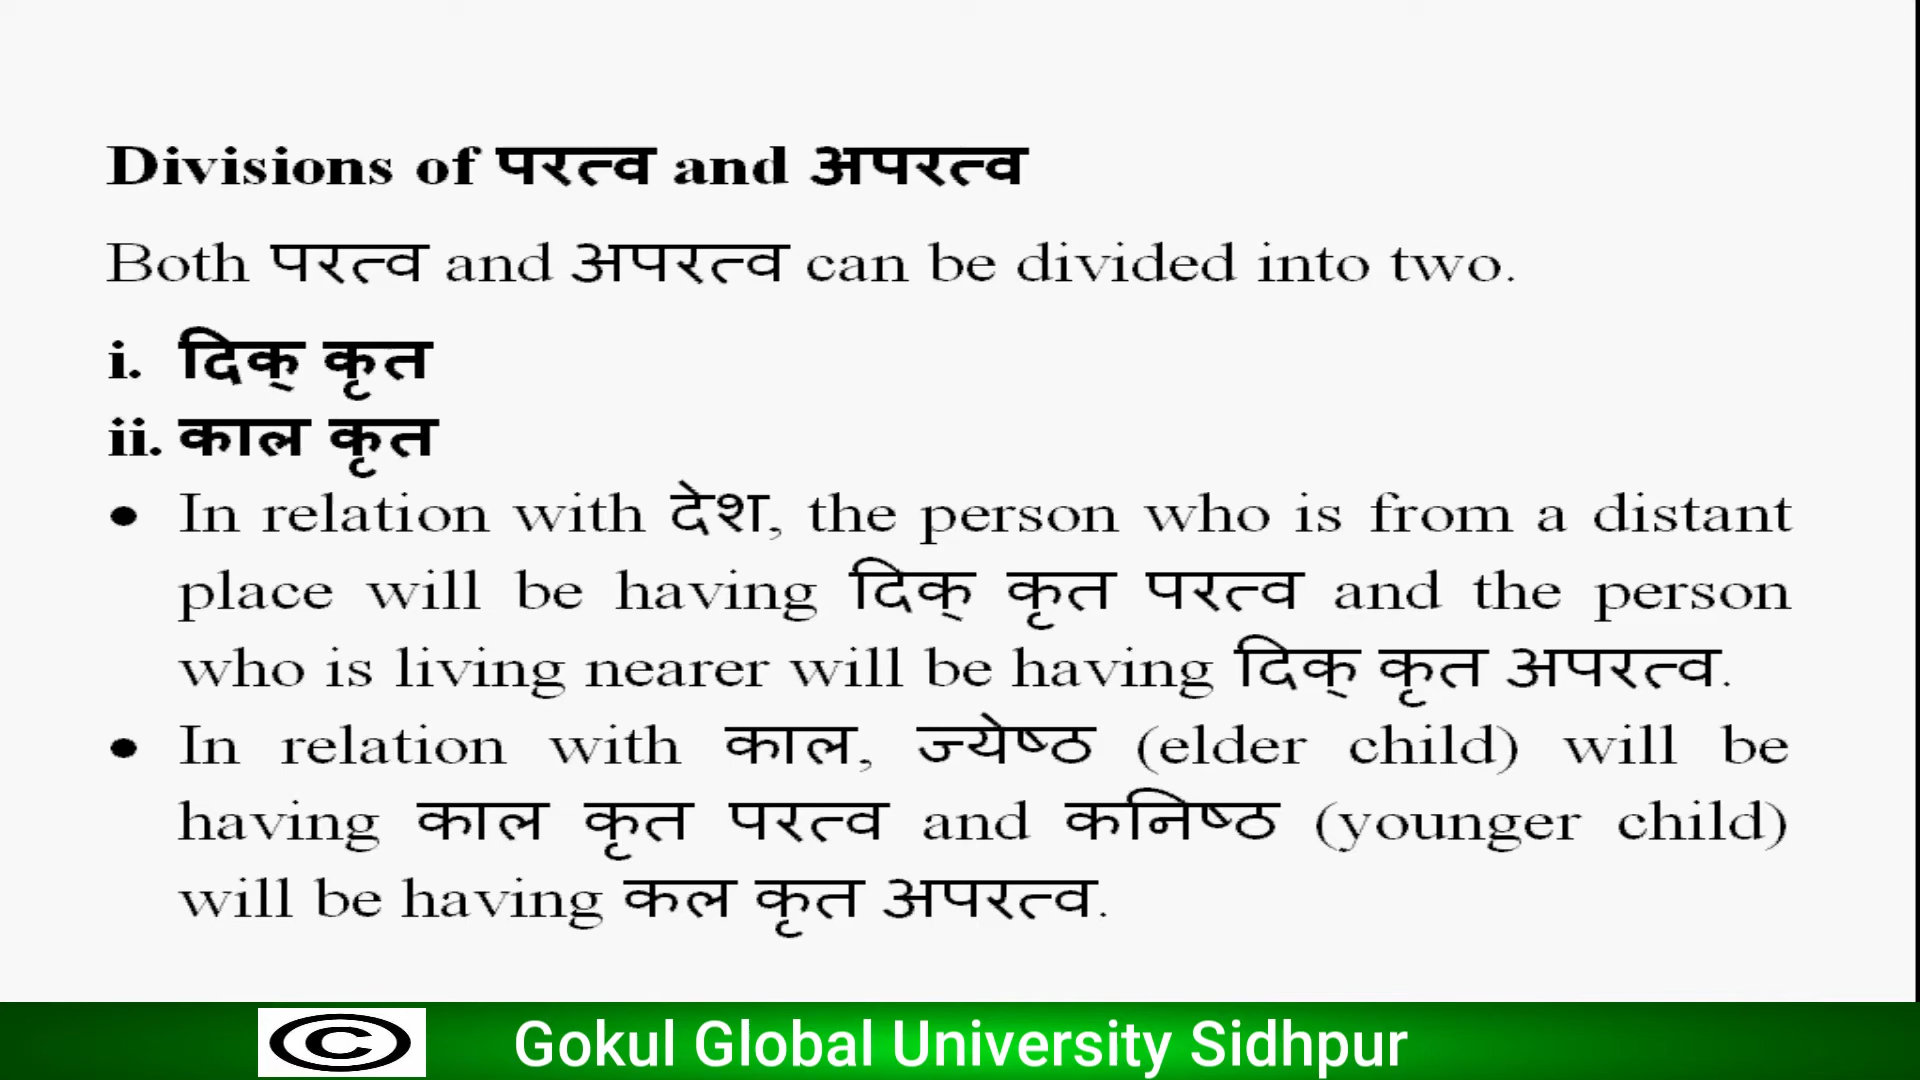 Divisions of परत्व and अपरत्व
Both परत्व and अपरत्व can be divided into two.
i. दिक् कृत
ii. काल कृत
● In relation with देश, the person who is from a distant
place will be having दिक् कृत परत्व and the person
who is living nearer will be having दिक् कृत अपरत्व.
● In relation with काल, ज्येष्ठ (elder child) will be
having काल कृत परत्व and कनिष्ठ (younger child)
will be having कल कृत अपरत्व.
© Gokul Global University Sidhpur